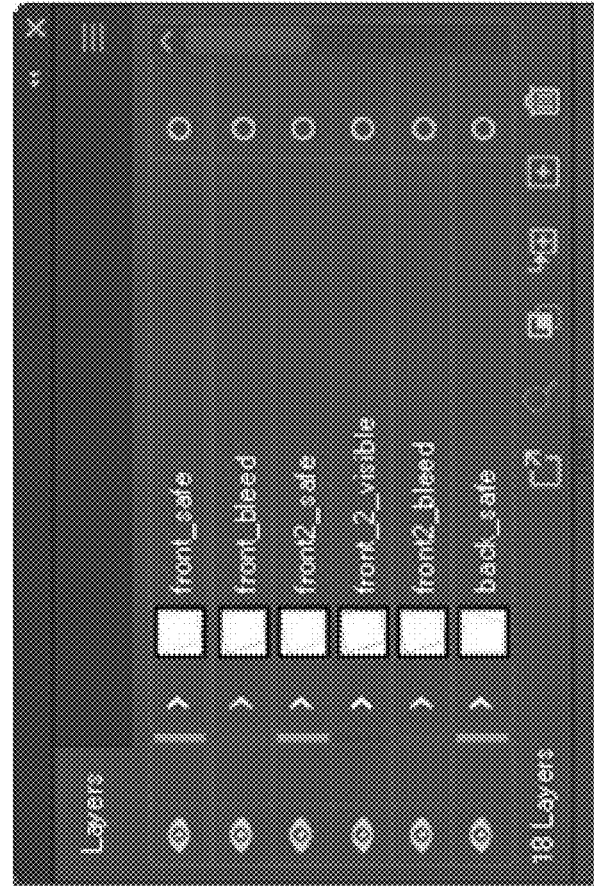 Layers
front_safe
front_bleed
front2_safe
front_2_visible
front2_bleed
back_safe
18 Layers